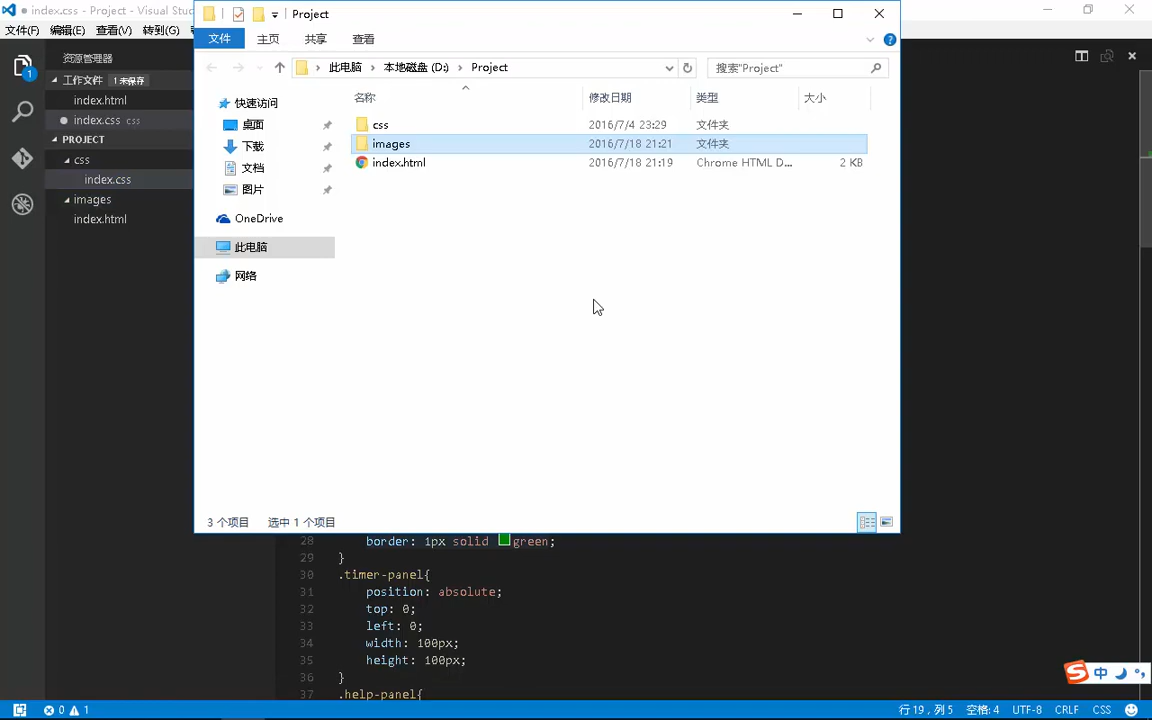 index.css - Project - Visual Stu
文件(F) 编辑(E) 查看(V) 转到(G)
资源管理器
工作文件 1未保存
index.html
index.css css
PROJECT
css
index.css
images
index.html
1
Project
文件 主页 共享 查看
此电脑 本地磁盘 (D:) Project
搜索"Project"
名称 修改日期 类型 大小
css 2016/7/4 23:29 文件夹
images 2016/7/18 21:21 文件夹
index.html 2016/7/18 21:19 Chrome HTML D... 2 KB
快速访问
桌面
下载
文档
图片
OneDrive
此电脑
网络
3 个项目 选中 1 个项目
28 border: 1px solid green;
29 }
30 .timer-panel{
31 position: absolute;
32 top: 0;
33 left: 0;
34 width: 100px;
35 height: 100px;
36 }
37 .help-panel{
S 中
0 1 行 19 , 列 5 空格: 4 UTF-8 CRLF CSS